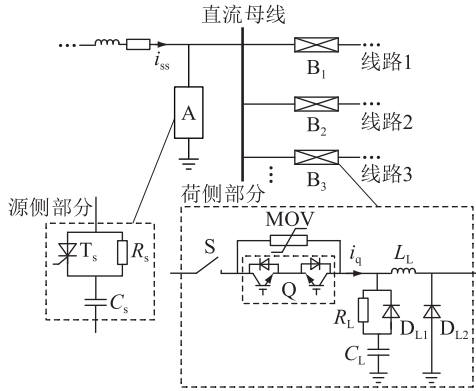 直流母线
i_ss
A
B₁
线路1
B₂
线路2
B₃
线路3
源侧部分
荷侧部分
T_s
R_s
C_s
S
MOV
Q
i_q
L_L
R_L
D_L1
D_L2
C_L